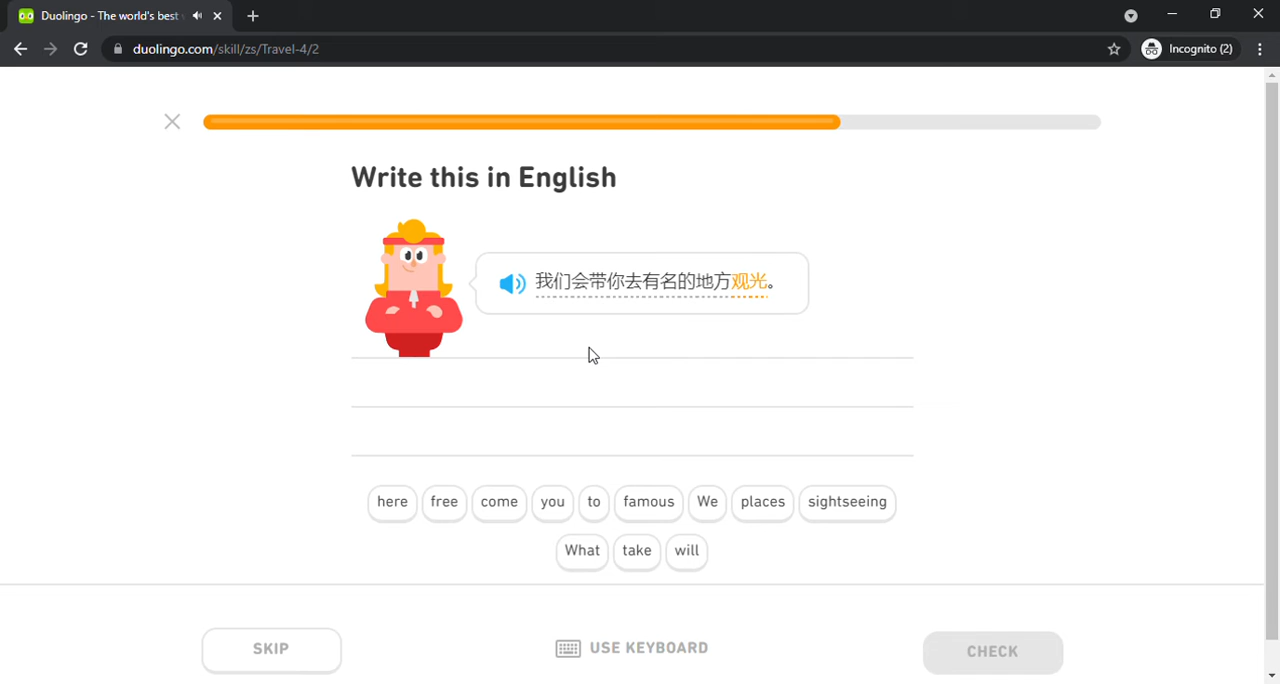 Duolingo - The world's best
duolingo.com/skill/zs/Travel-4/2
Incognito (2)
Write this in English
我们会带你去有名的地方观光。
here free come you to famous We places sightseeing
What take will
SKIP
USE KEYBOARD
CHECK